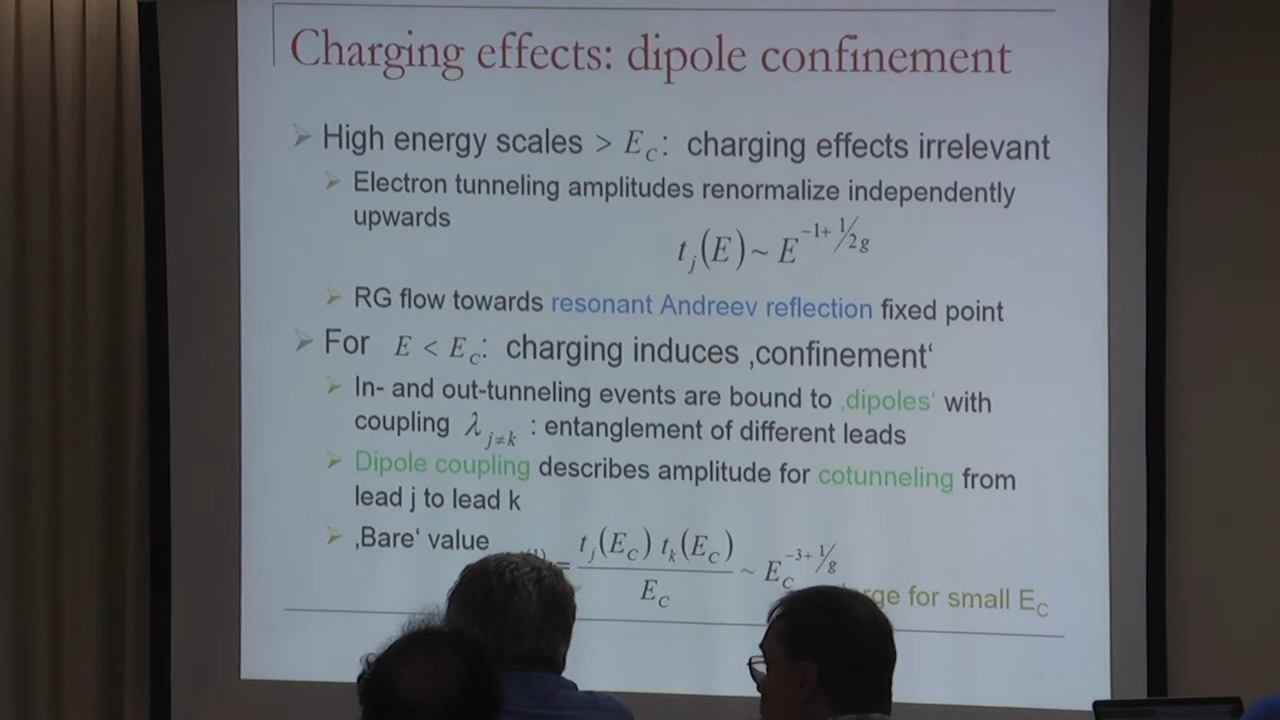 Charging effects: dipole confinement
High energy scales > E_C: charging effects irrelevant
Electron tunneling amplitudes renormalize independently
upwards
t_j(E) ~ E^{-1+1/2g}
RG flow towards resonant Andreev reflection fixed point
For E < E_C: charging induces ‚confinement‘
In- and out-tunneling events are bound to ‚dipoles‘ with
coupling λ_{j≠k} : entanglement of different leads
Dipole coupling describes amplitude for cotunneling from
lead j to lead k
‚Bare‘ value = \frac{t_j(E_C) t_k(E_C)}{E_C} ~ E_C^{-3+1/g}
for small E_C